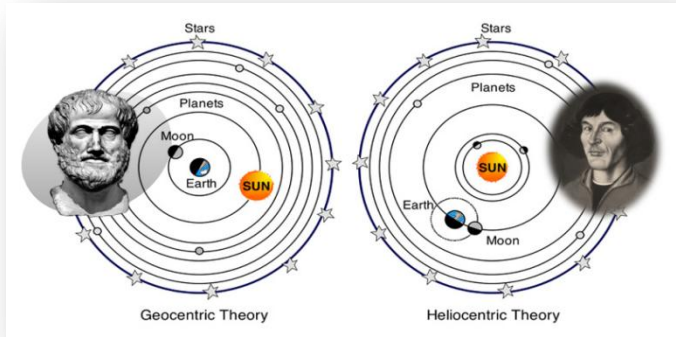 Stars
Planets
Moon
Earth
SUN
Geocentric Theory
Stars
Planets
SUN
Earth
Moon
Heliocentric Theory